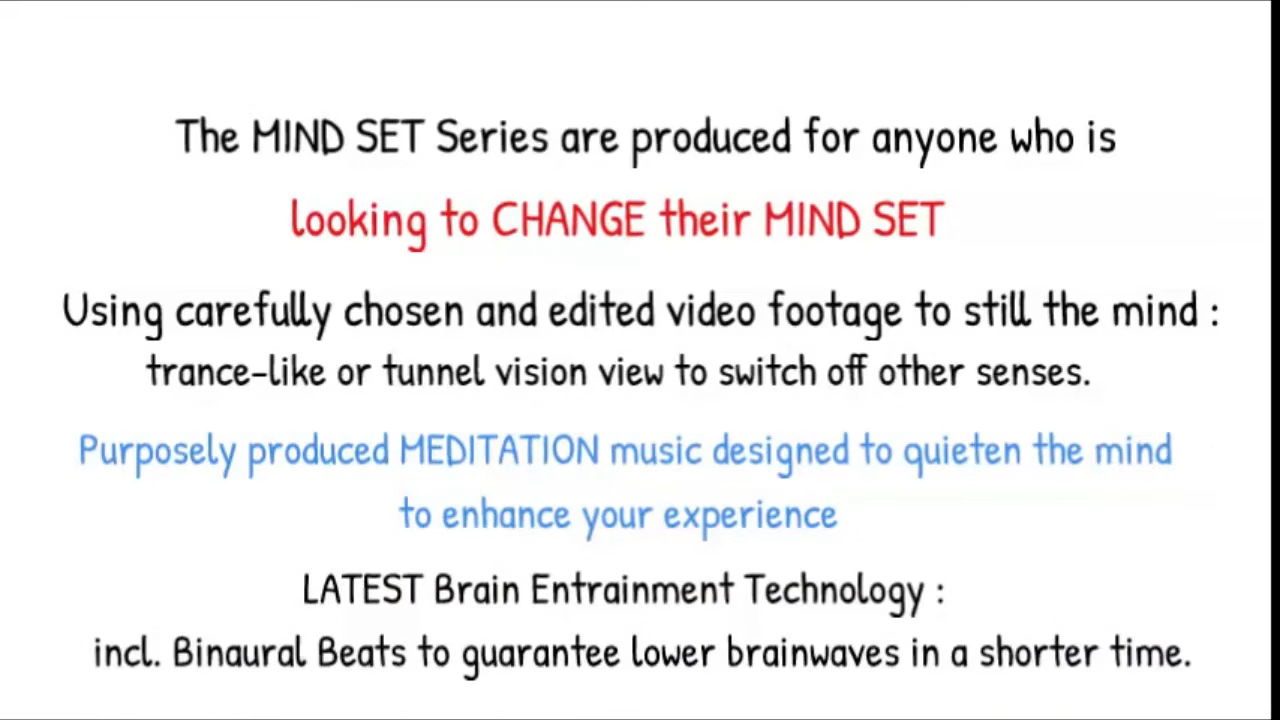 The MIND SET Series are produced for anyone who is
looking to CHANGE their MIND SET
Using carefully chosen and edited video footage to still the mind :
trance-like or tunnel vision view to switch off other senses.
Purposely produced MEDITATION music designed to quieten the mind
to enhance your experience
LATEST Brain Entrainment Technology :
incl. Binaural Beats to guarantee lower brainwaves in a shorter time.